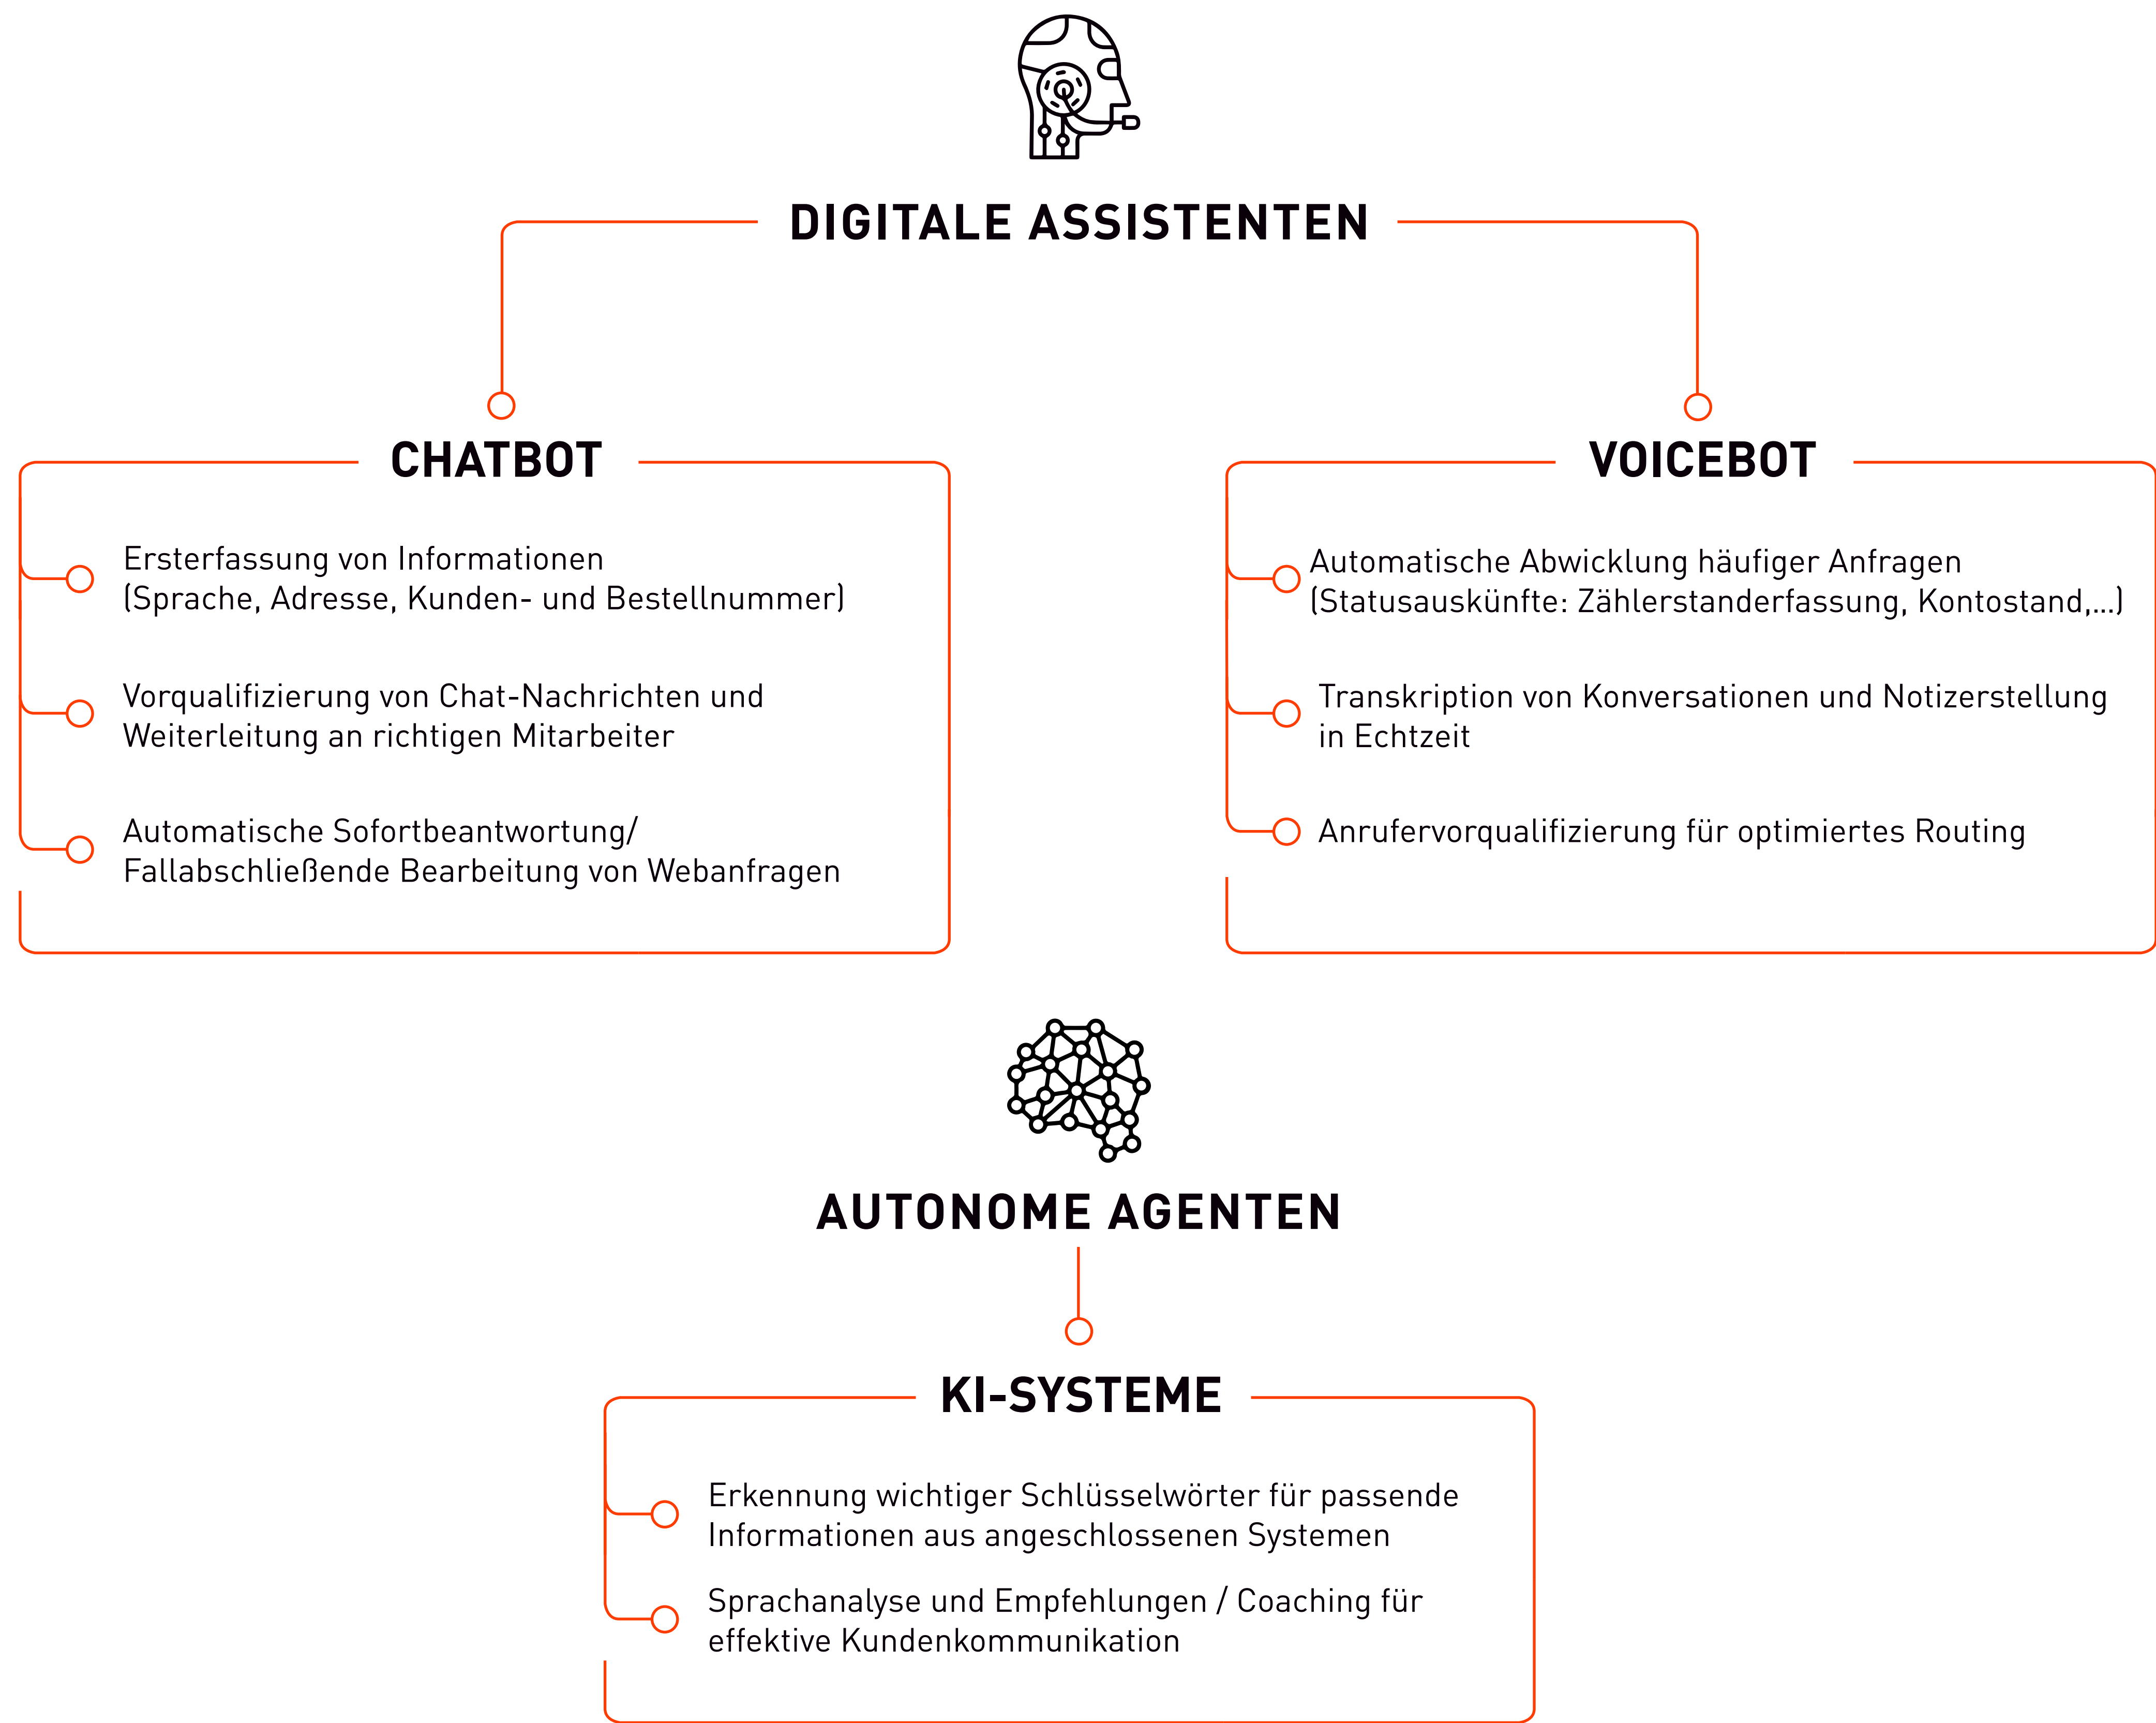 DIGITALE ASSISTENTEN
CHATBOT
Ersterfassung von Informationen
(Sprache, Adresse, Kunden- und Bestellnummer)
Vorqualifizierung von Chat-Nachrichten und
Weiterleitung an richtigen Mitarbeiter
Automatische Sofortbeantwortung/
Fallabschließende Bearbeitung von Webanfragen
VOICEBOT
Automatische Abwicklung häufiger Anfragen
(Statusauskünfte: Zählerstanderfassung, Kontostand,...)
Transkription von Konversationen und Notizerstellung
in Echtzeit
Anrufervorqualifizierung für optimiertes Routing
AUTONOME AGENTEN
KI-SYSTEME
Erkennung wichtiger Schlüsselwörter für passende
Informationen aus angeschlossenen Systemen
Sprachanalyse und Empfehlungen / Coaching für
effektive Kundenkommunikation